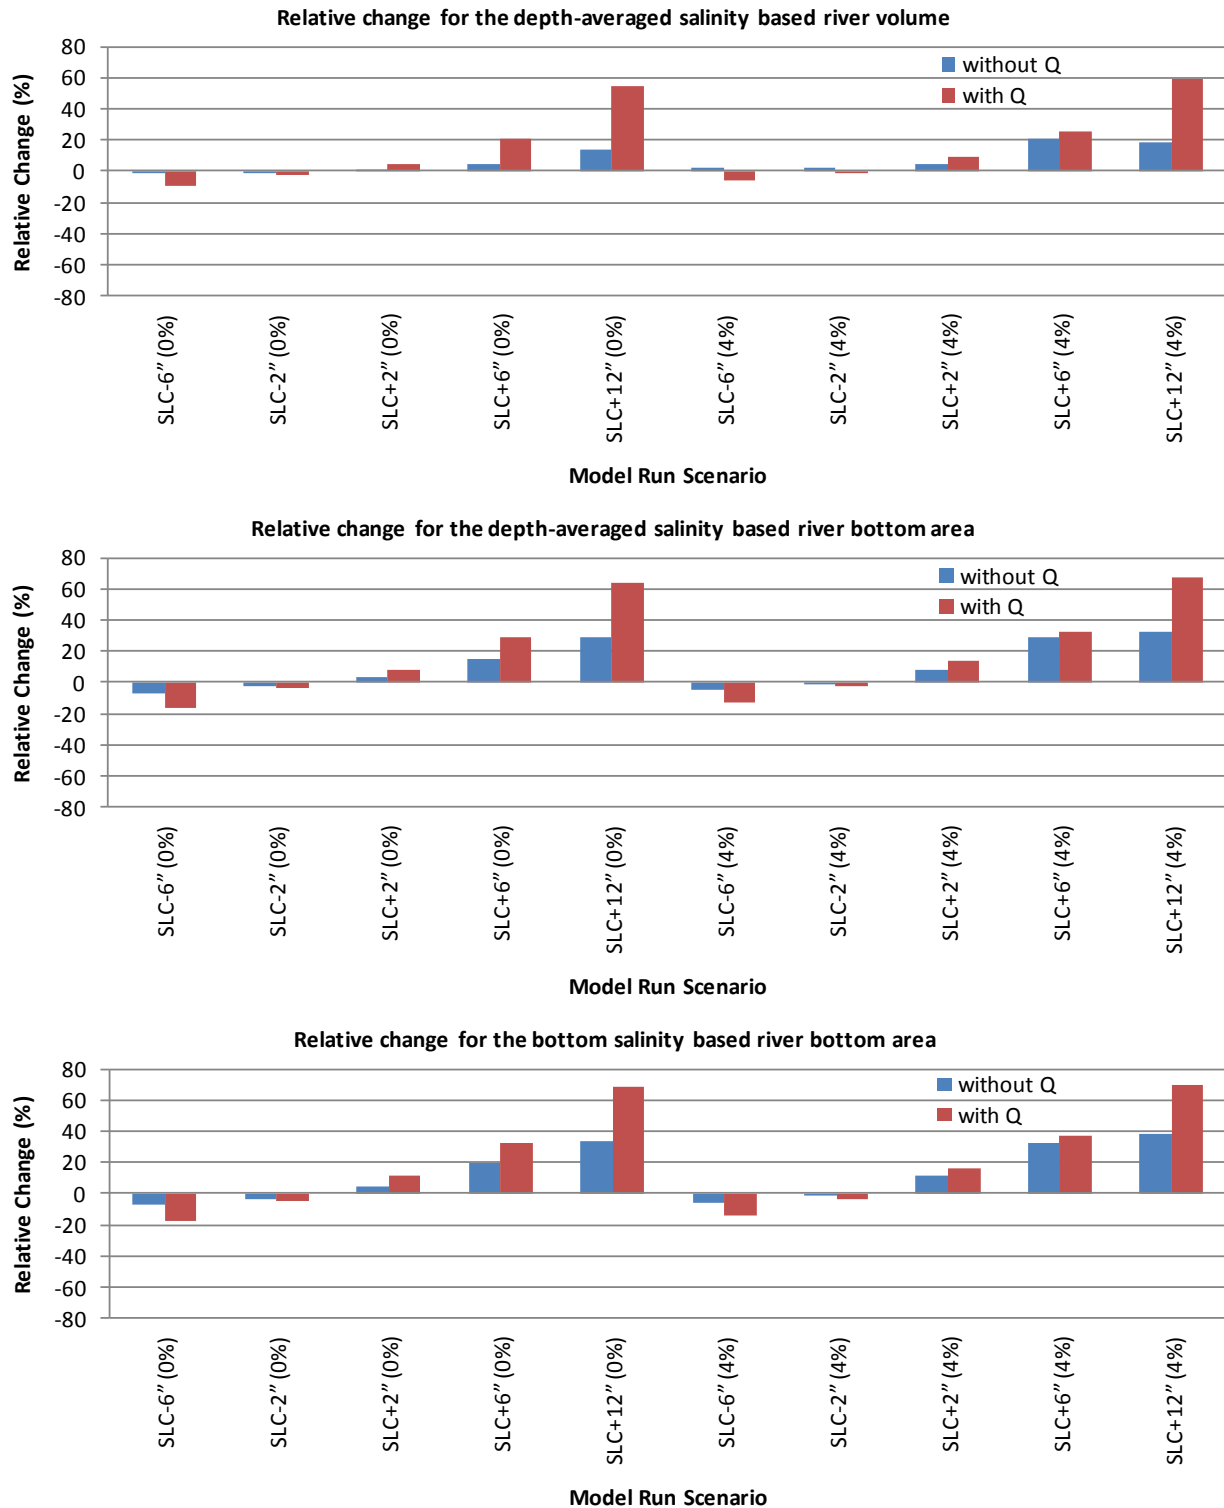 Relative change for the depth-averaged salinity based river volume
Relative Change (%)
80
60
40
20
0
-20
-40
-60
-80
without Q
with Q
SLC-6” (0%)
SLC-2” (0%)
SLC+2” (0%)
SLC+6” (0%)
SLC+12” (0%)
SLC-6” (4%)
SLC-2” (4%)
SLC+2” (4%)
SLC+6” (4%)
SLC+12” (4%)
Model Run Scenario
Relative change for the depth-averaged salinity based river bottom area
Relative Change (%)
80
60
40
20
0
-20
-40
-60
-80
without Q
with Q
SLC-6” (0%)
SLC-2” (0%)
SLC+2” (0%)
SLC+6” (0%)
SLC+12” (0%)
SLC-6” (4%)
SLC-2” (4%)
SLC+2” (4%)
SLC+6” (4%)
SLC+12” (4%)
Model Run Scenario
Relative change for the bottom salinity based river bottom area
Relative Change (%)
80
60
40
20
0
-20
-40
-60
-80
without Q
with Q
SLC-6” (0%)
SLC-2” (0%)
SLC+2” (0%)
SLC+6” (0%)
SLC+12” (0%)
SLC-6” (4%)
SLC-2” (4%)
SLC+2” (4%)
SLC+6” (4%)
SLC+12” (4%)
Model Run Scenario